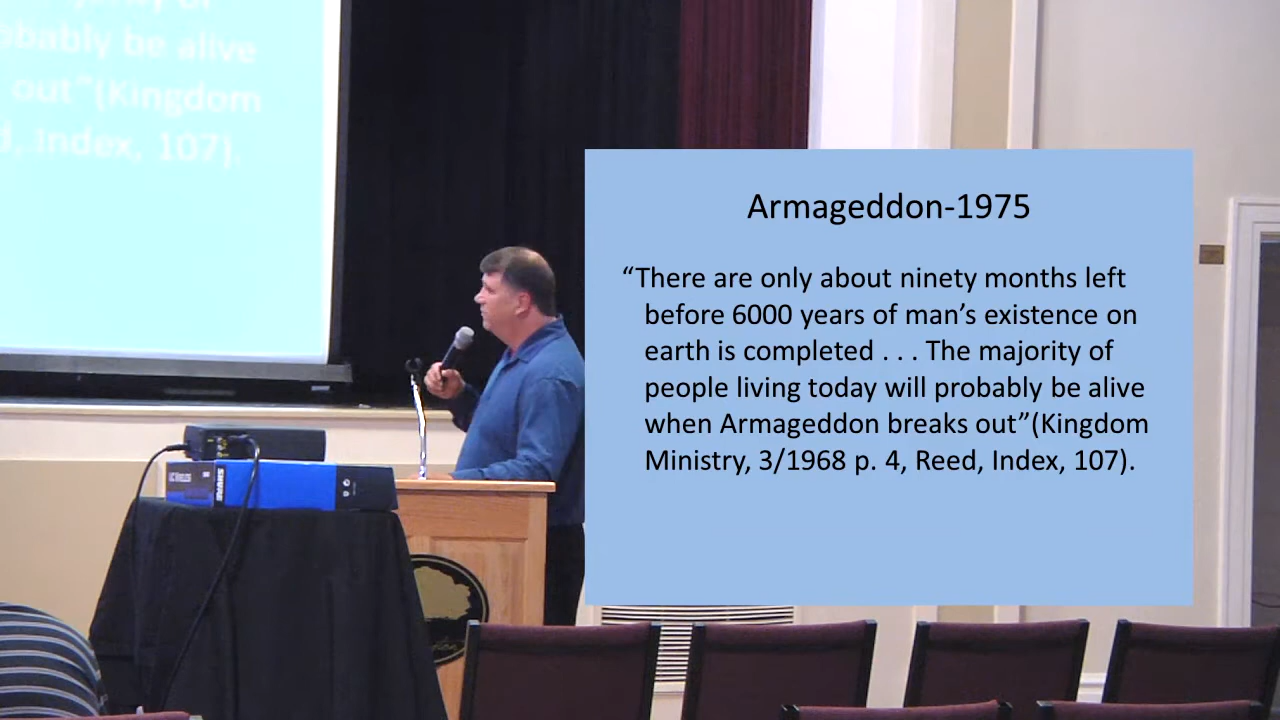 obably be alive
out”(Kingdom
d, Index, 107).
Armageddon-1975
“There are only about ninety months left
before 6000 years of man’s existence on
earth is completed . . . The majority of
people living today will probably be alive
when Armageddon breaks out”(Kingdom
Ministry, 3/1968 p. 4, Reed, Index, 107).
SHURE